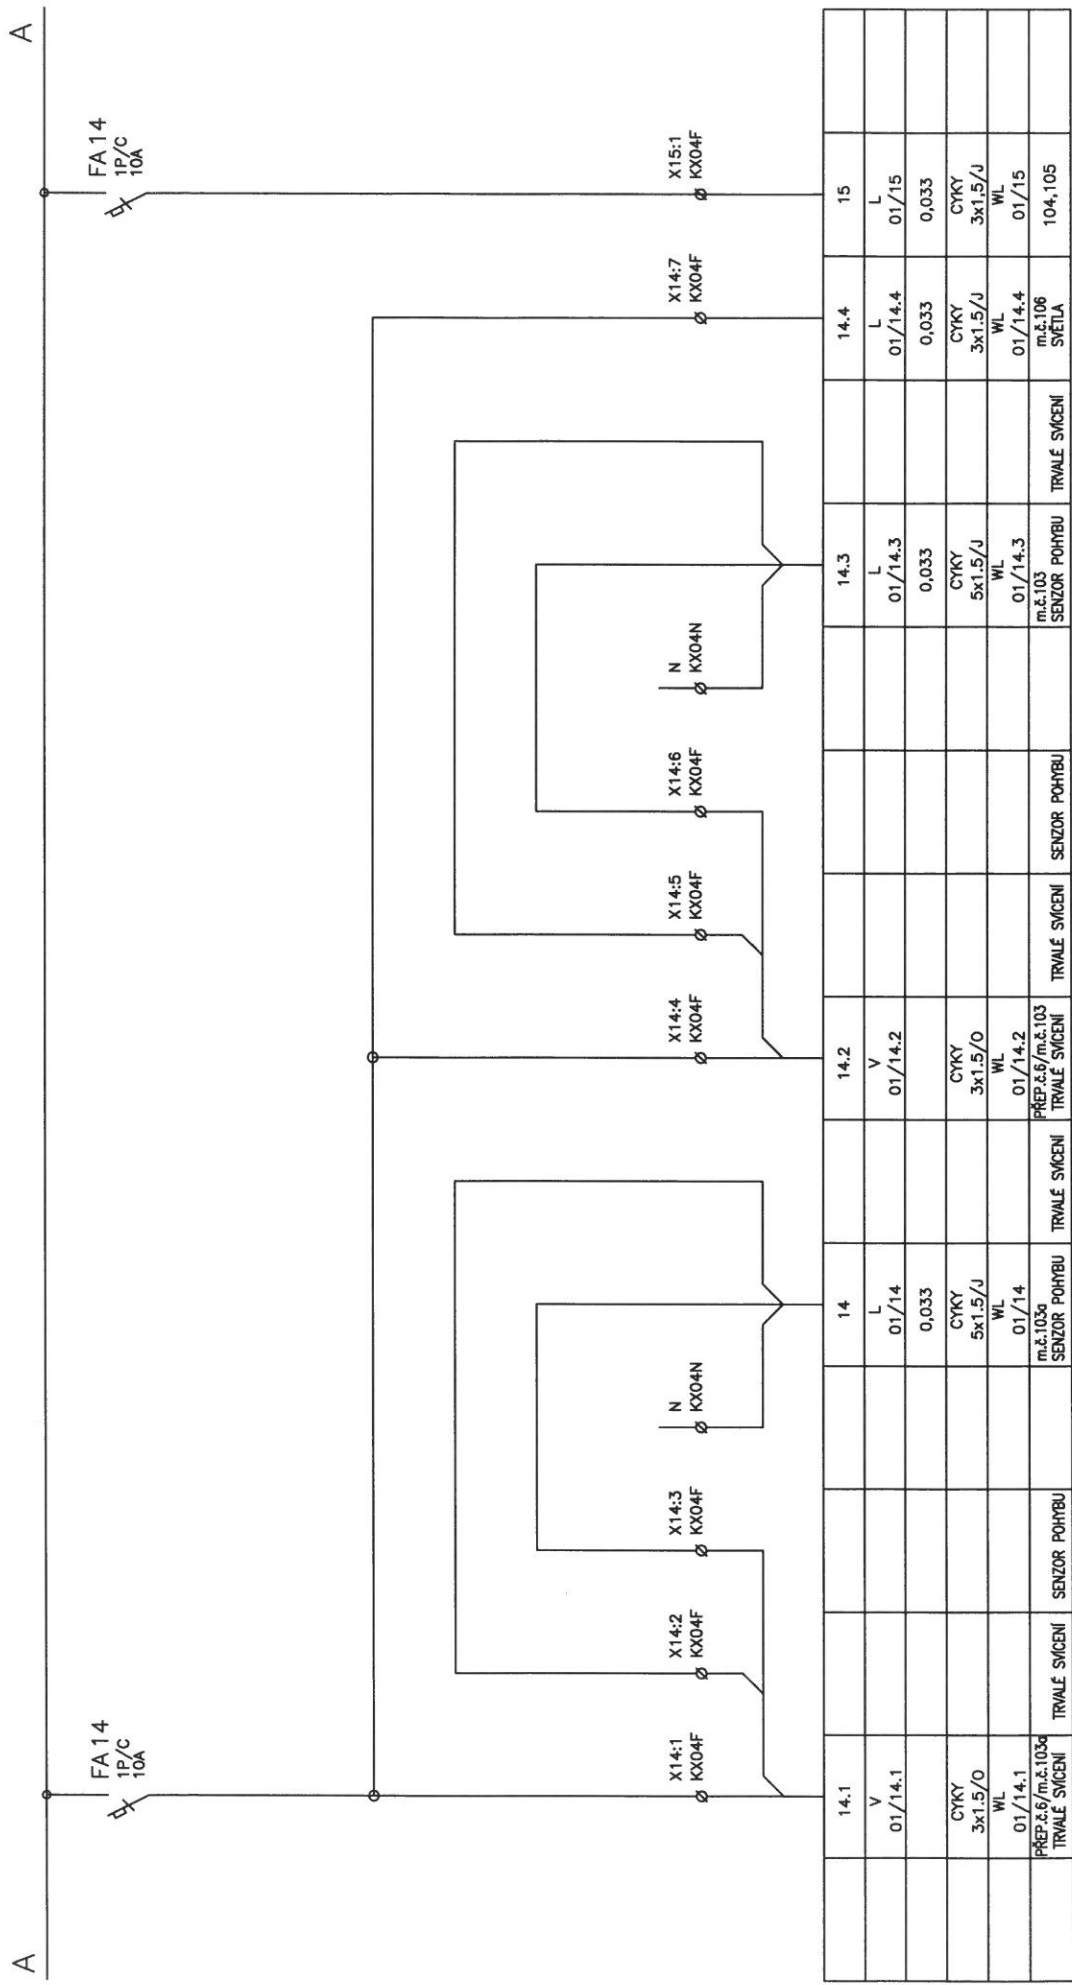 A
A
FA14
1P/C
10A
FA14
1P/C
10A
X14:1
KX04F
X14:2
KX04F
X14:3
KX04F
N
KX04N
X14:4
KX04F
X14:5
KX04F
X14:6
KX04F
N
KX04N
X14:7
KX04F
X15:1
KX04F
14.1 14 14.2 14.3 14.4 15
V L V L L L
01/14.1 01/14 01/14.2 01/14.3 01/14.4 01/15
0,033 0,033 0,033 0,033
CYKY CYKY CYKY CYKY CYKY CYKY
3x1.5/O 5x1.5/J 3x1.5/O 5x1.5/J 3x1.5/J 3x1,5/J
WL WL WL WL WL WL
01/14.1 01/14 01/14.2 01/14.3 01/14.4 01/15
PŘEP.č.6/m.č.103a m.č.103a PŘEP.č.6/m.č.103 m.č.103 m.č.106 104,105
TRVALÉ SVÍCENÍ TRVALÉ SVÍCENÍ SENZOR POHYBU SENZOR POHYBU TRVALÉ SVÍCENÍ TRVALÉ SVÍCENÍ TRVALÉ SVÍCENÍ SENZOR POHYBU SENZOR POHYBU TRVALÉ SVÍCENÍ SVĚTLA